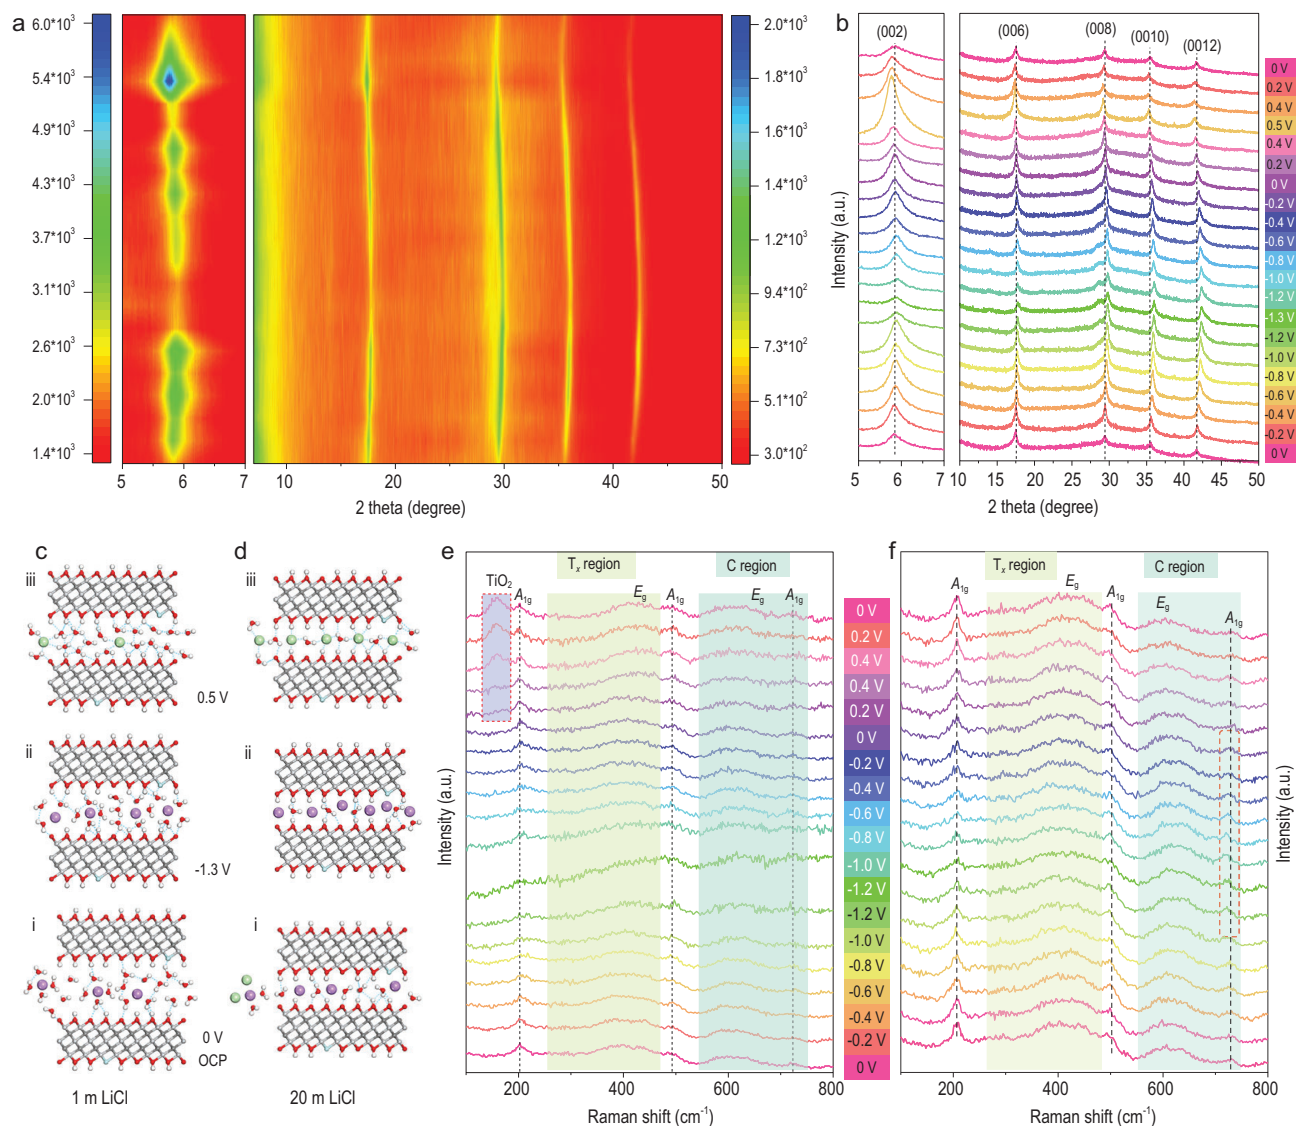 a
6.0*10³
5.4*10³
4.9*10³
4.3*10³
3.7*10³
3.1*10³
2.6*10³
2.0*10³
1.4*10³
5 6 7
10 20 30 40 50
2 theta (degree)
2.0*10³
1.8*10³
1.6*10³
1.4*10³
1.2*10³
9.4*10²
7.3*10²
5.1*10²
3.0*10²
b
Intensity (a.u.)
(002)
(006)
(008)
(0010)
(0012)
5 6 7
10 15 20 25 30 35 40 45 50
2 theta (degree)
0 V
0.2 V
0.4 V
0.5 V
0.4 V
0.2 V
0 V
-0.2 V
-0.4 V
-0.6 V
-0.8 V
-1.0 V
-1.2 V
-1.3 V
-1.2 V
-1.0 V
-0.8 V
-0.6 V
-0.4 V
-0.2 V
0 V
c
iii
0.5 V
ii
-1.3 V
i
0 V
OCP
1 m LiCl
d
iii
ii
i
20 m LiCl
e
Intensity (a.u.)
Tₓ region
C region
TiO₂
A1g
Eg
A1g
Eg
A1g
200 400 600 800
Raman shift (cm⁻¹)
0 V
0.2 V
0.4 V
0.4 V
0.2 V
0 V
-0.2 V
-0.4 V
-0.6 V
-0.8 V
-1.0 V
-1.2 V
-1.2 V
-1.0 V
-0.8 V
-0.6 V
-0.4 V
-0.2 V
0 V
f
Intensity (a.u.)
Tₓ region
C region
A1g
Eg
A1g
Eg
A1g
200 400 600 800
Raman shift (cm⁻¹)